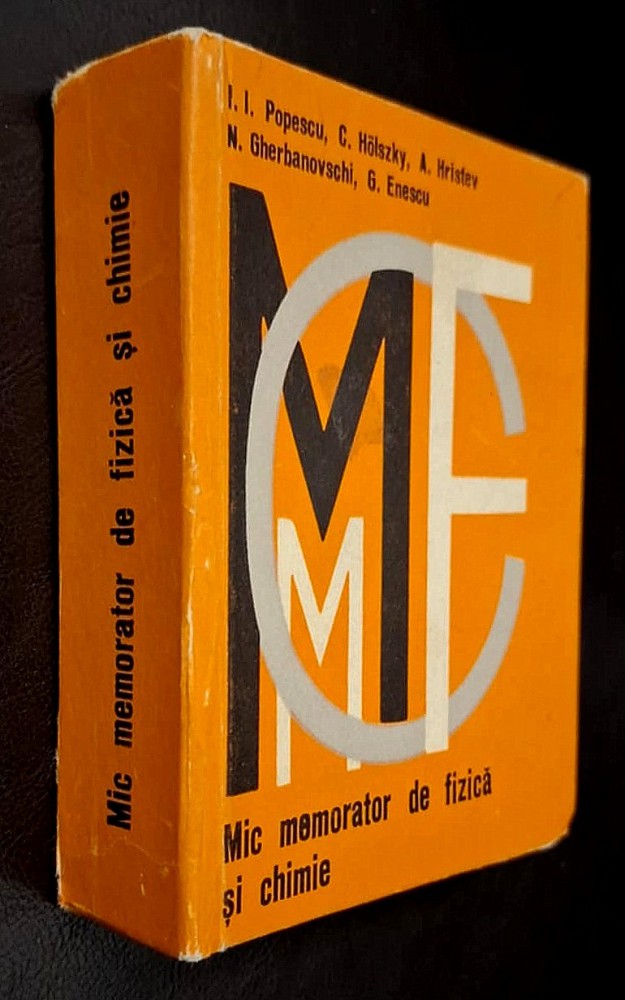 Mic memorator de fizică și chimie
I. I. Popescu, C. Hölszky, A. Hristev
N. Gherbanovschi, G. Enescu
M M C F
Mic memorator de fizică
și chimie